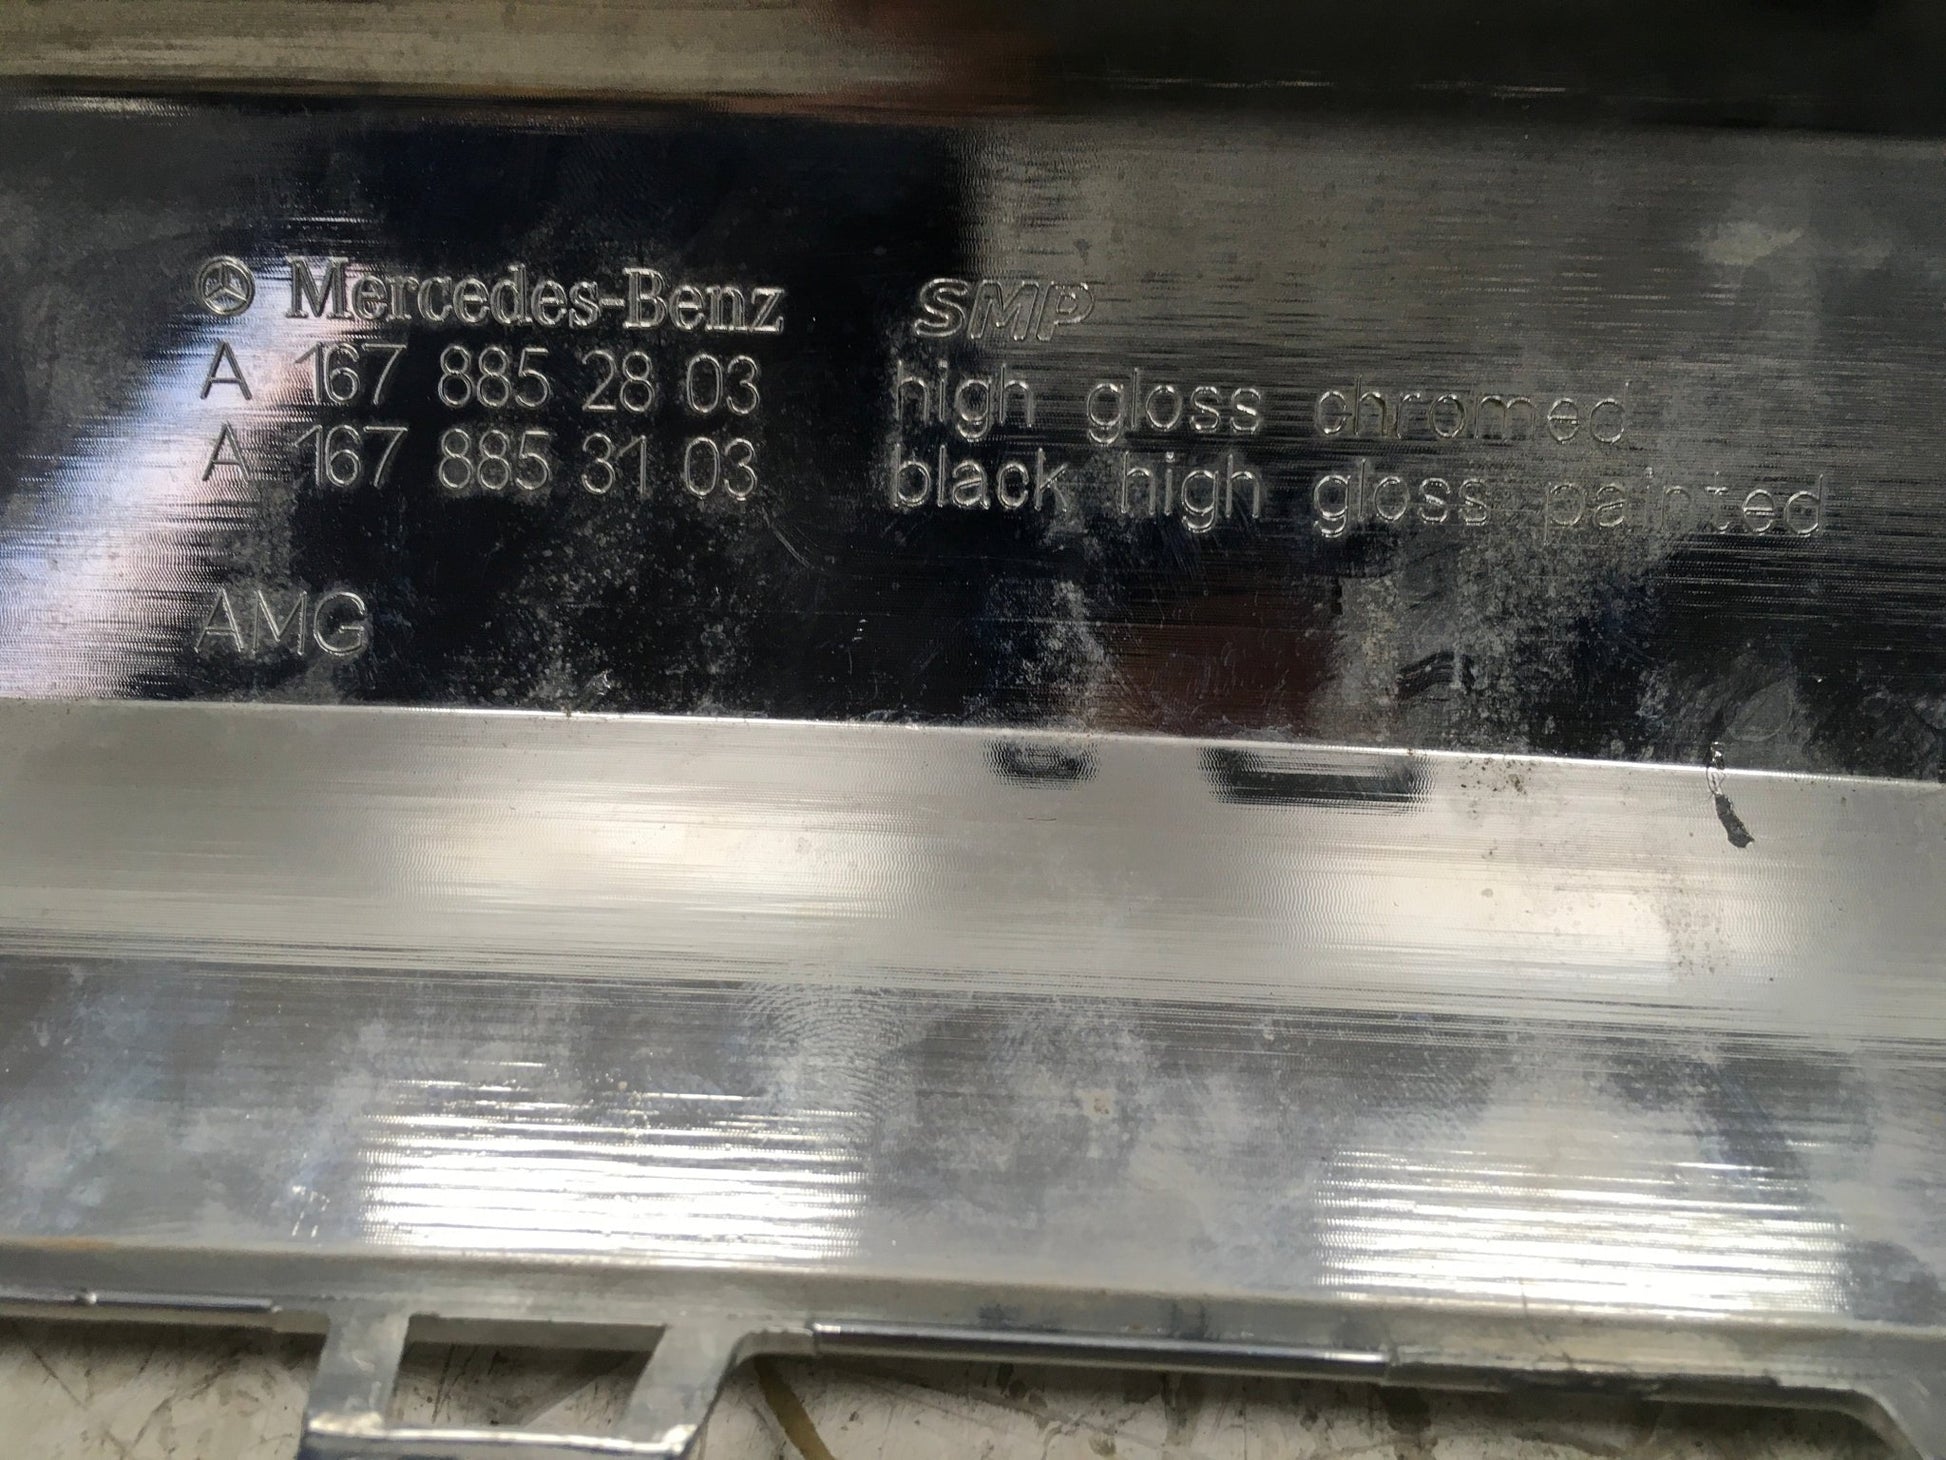 Mercedes-Benz
A 167 885 28 03
A 167 885 31 03
AMG
SMP
high gloss chromed
black high gloss painted